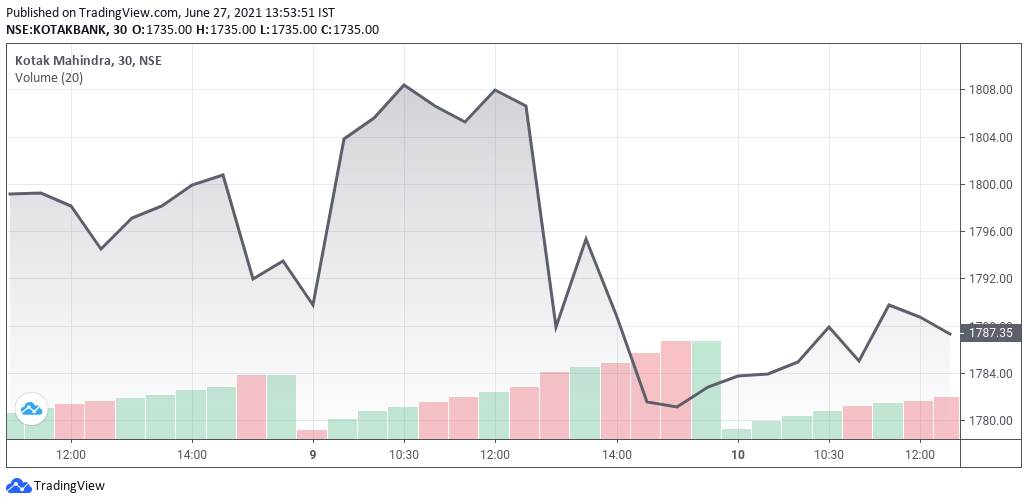 Published on TradingView.com, June 27, 2021 13:53:51 IST
NSE:KOTAKBANK, 30 O:1735.00 H:1735.00 L:1735.00 C:1735.00
Kotak Mahindra, 30, NSE
Volume (20)
1808.00
1804.00
1800.00
1796.00
1792.00
1787.35
1784.00
1780.00
12:00 14:00 9 10:30 12:00 14:00 10 10:30 12:00
TradingView